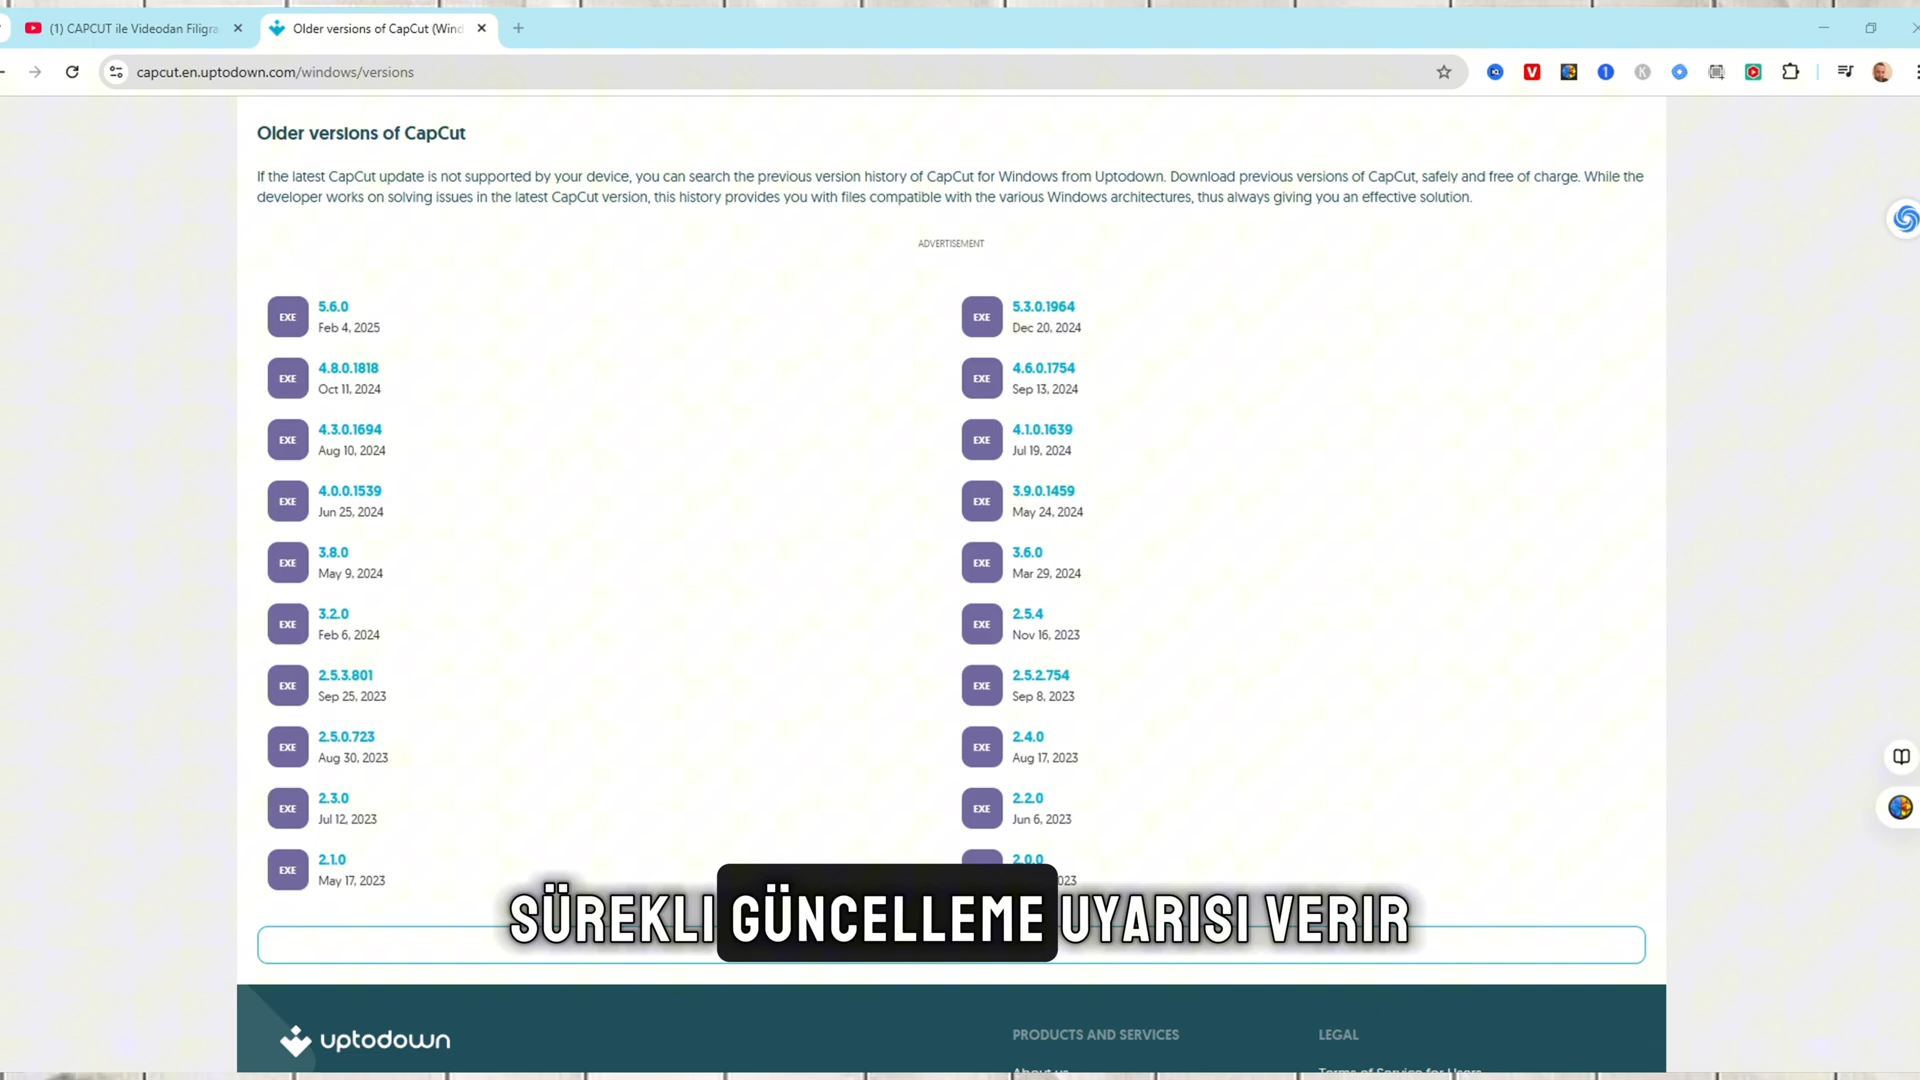 (1) CAPCUT ile Videodan Filigra
Older versions of CapCut (Wind
capcut.en.uptodown.com/windows/versions
Older versions of CapCut
If the latest CapCut update is not supported by your device, you can search the previous version history of CapCut for Windows from Uptodown. Download previous versions of CapCut, safely and free of charge. While the
developer works on solving issues in the latest CapCut version, this history provides you with files compatible with the various Windows architectures, thus always giving you an effective solution.
ADVERTISEMENT
EXE 5.6.0
Feb 4, 2025
EXE 5.3.0.1964
Dec 20, 2024
EXE 4.8.0.1818
Oct 11, 2024
EXE 4.6.0.1754
Sep 13, 2024
EXE 4.3.0.1694
Aug 10, 2024
EXE 4.1.0.1639
Jul 19, 2024
EXE 4.0.0.1539
Jun 25, 2024
EXE 3.9.0.1459
May 24, 2024
EXE 3.8.0
May 9, 2024
EXE 3.6.0
Mar 29, 2024
EXE 3.2.0
Feb 6, 2024
EXE 2.5.4
Nov 16, 2023
EXE 2.5.3.801
Sep 25, 2023
EXE 2.5.2.754
Sep 8, 2023
EXE 2.5.0.723
Aug 30, 2023
EXE 2.4.0
Aug 17, 2023
EXE 2.3.0
Jul 12, 2023
EXE 2.2.0
Jun 6, 2023
EXE 2.1.0
May 17, 2023
2.0.0
023
SÜREKLİ GÜNCELLEME UYARISI VERİR
uptodown
PRODUCTS AND SERVICES
LEGAL
About us
Terms of Service for Users